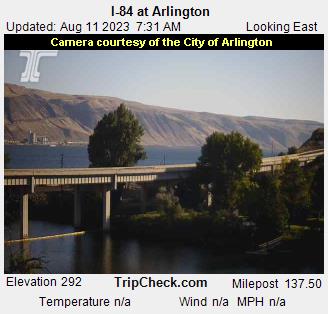 I-84 at Arlington
Updated: Aug 11 2023 7:31 AM Looking East
Camera courtesy of the City of Arlington
Elevation 292 TripCheck.com Milepost 137.50
Temperature n/a Wind n/a MPH n/a